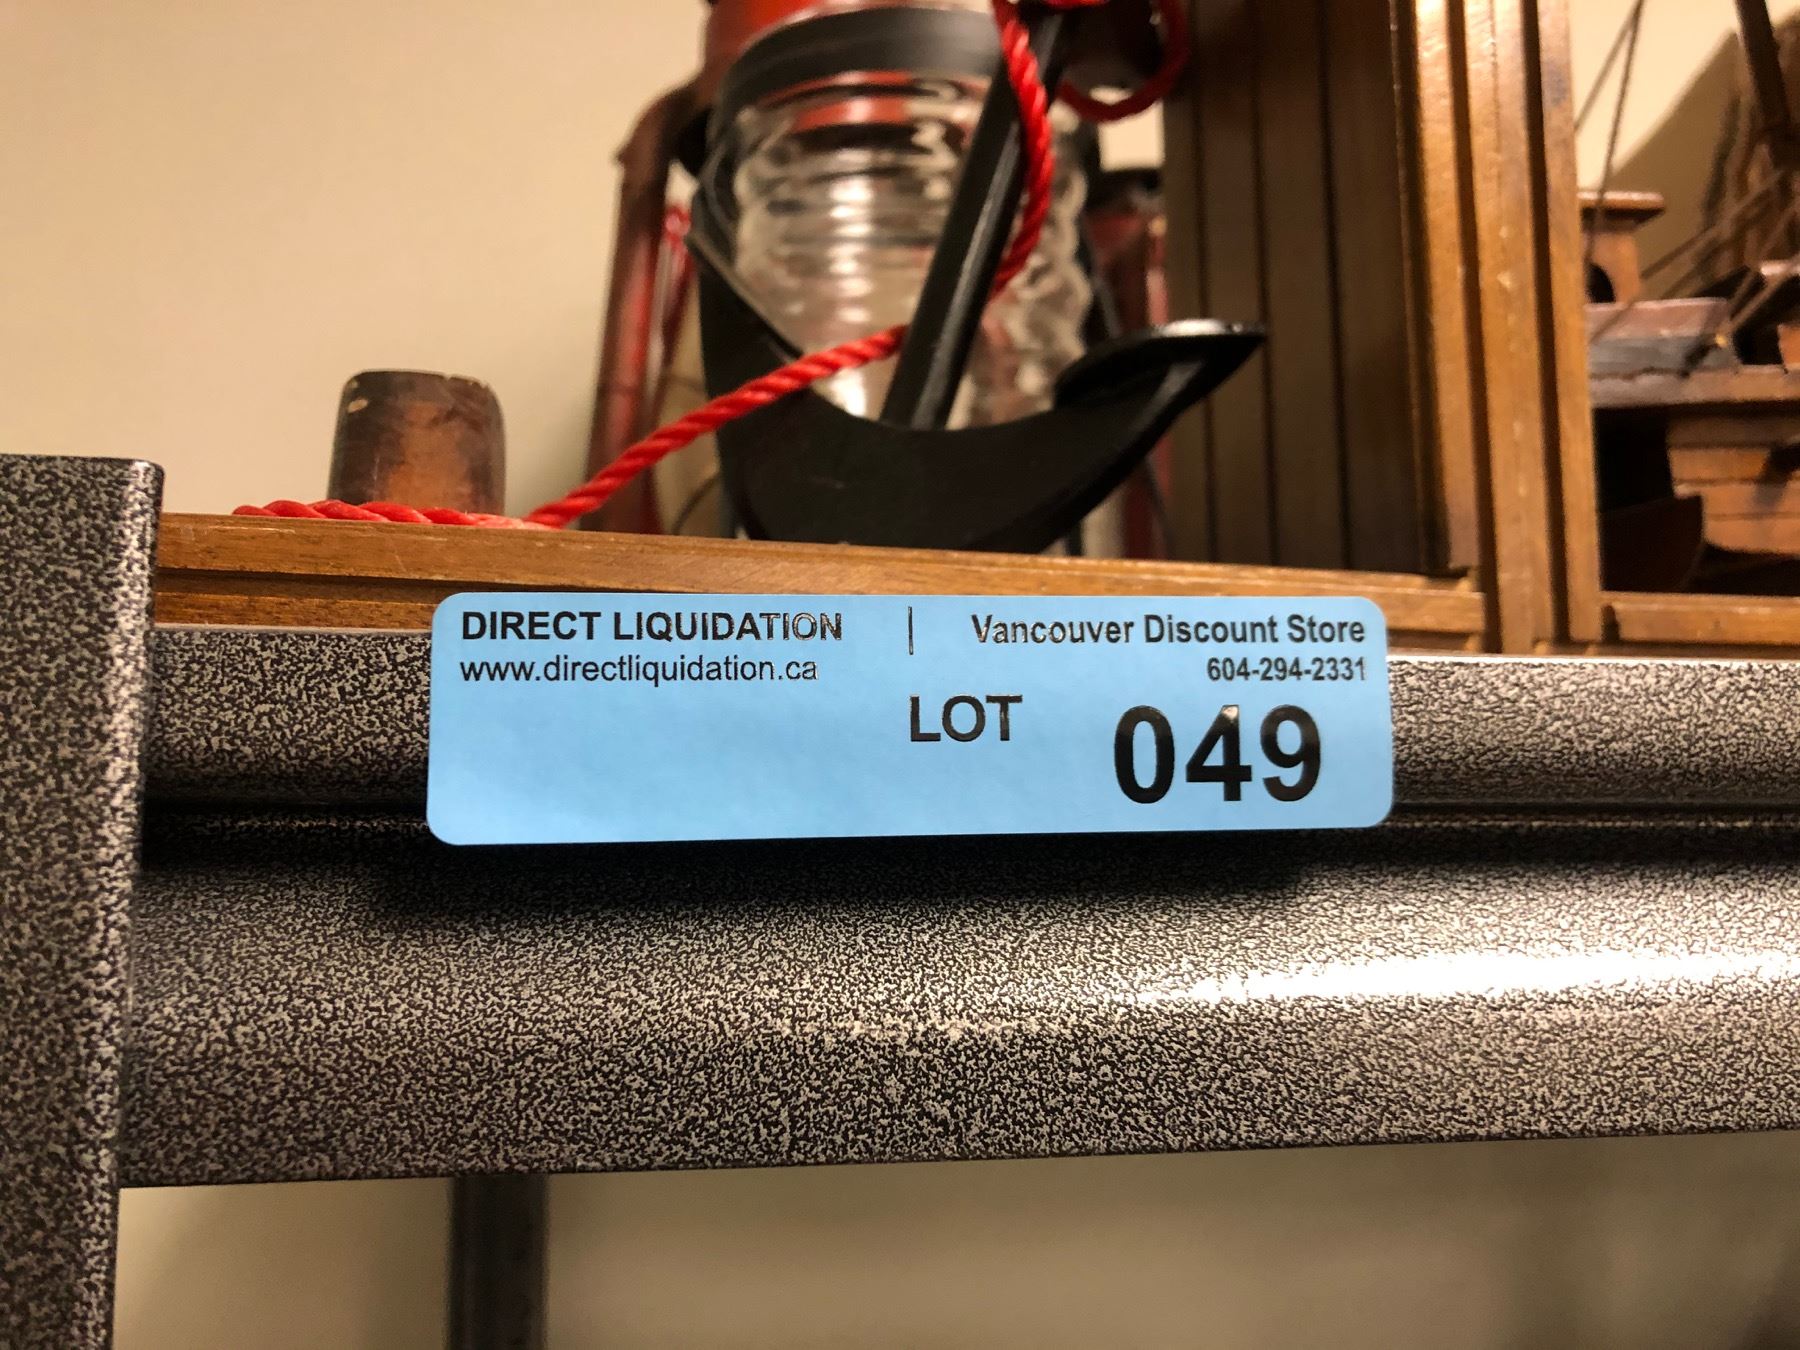 DIRECT LIQUIDATION | Vancouver Discount Store
www.directliquidation.ca 604-294-2331
LOT 049